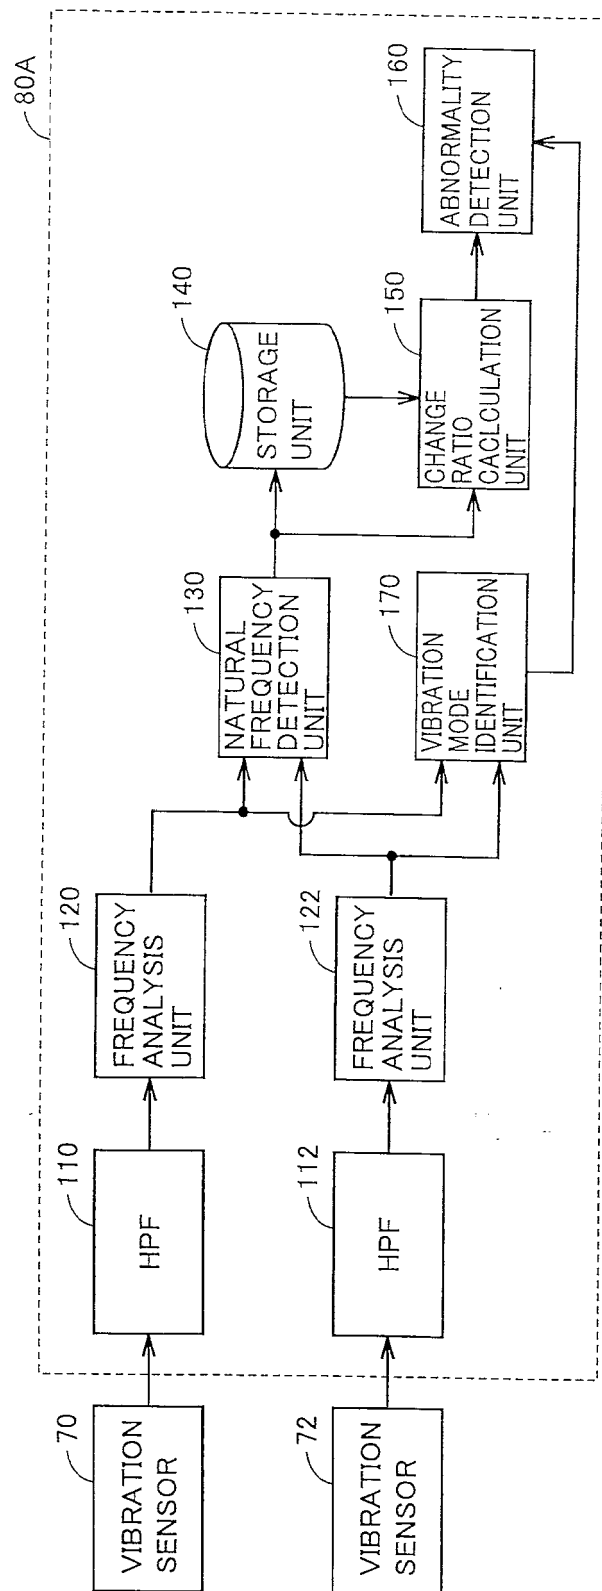 80A
70
VIBRATION
SENSOR
110
HPF
120
FREQUENCY
ANALYSIS
UNIT
130
NATURAL
FREQUENCY
DETECTION
UNIT
140
STORAGE
UNIT
150
CHANGE
RATIO
CACLCULATION
UNIT
160
ABNORMALITY
DETECTION
UNIT
72
VIBRATION
SENSOR
112
HPF
122
FREQUENCY
ANALYSIS
UNIT
170
VIBRATION
MODE
IDENTIFICATION
UNIT